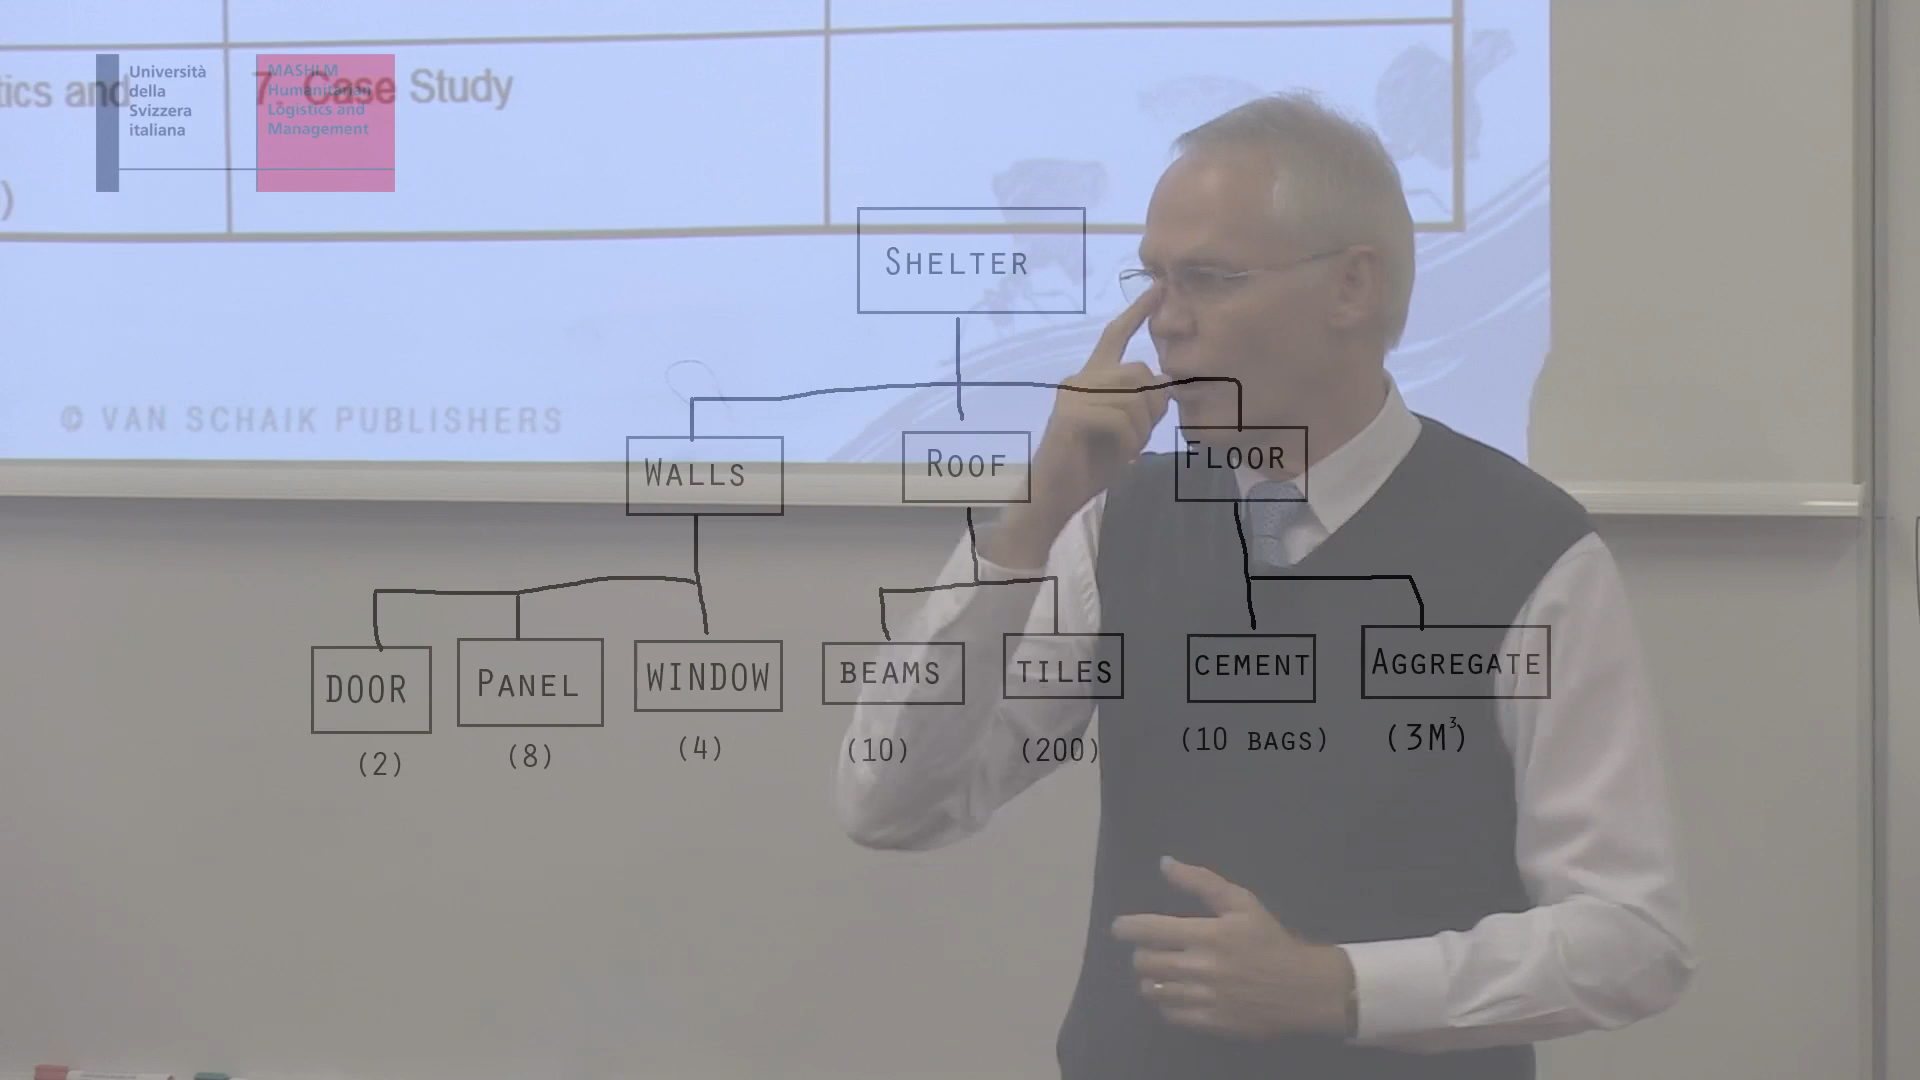 tics and
7. Case Study
)
Università
della
Svizzera
italiana
MASHLM
Humanitarian
Logistics and
Management
© VAN SCHAIK PUBLISHERS
SHELTER
WALLS
ROOF
FLOOR
DOOR
PANEL
WINDOW
BEAMS
TILES
CEMENT
AGGREGATE
(2)
(8)
(4)
(10)
(200)
(10 BAGS)
(3M³)